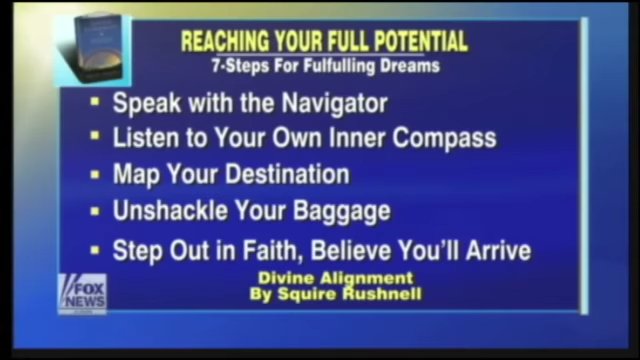 REACHING YOUR FULL POTENTIAL
7-Steps For Fulfulling Dreams
Speak with the Navigator
Listen to Your Own Inner Compass
Map Your Destination
Unshackle Your Baggage
Step Out in Faith, Believe You'll Arrive
Divine Alignment
By Squire Rushnell
FOX
NEWS